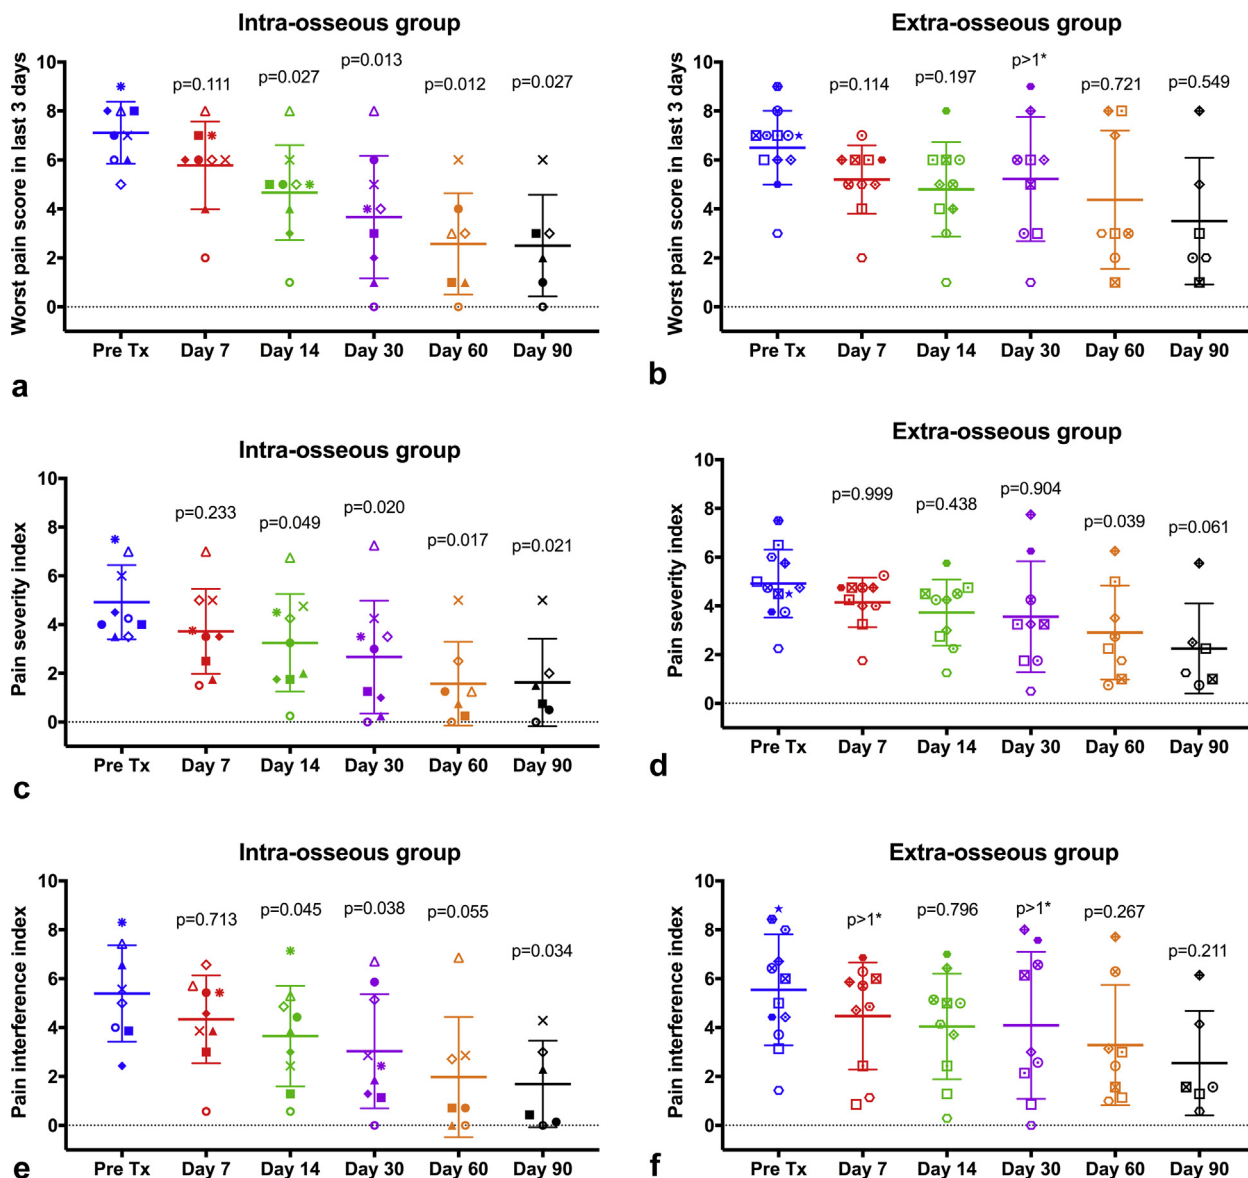 Intra-osseous group
Worst pain score in last 3 days
10
8
6
4
2
0
p=0.111
p=0.027
p=0.013
p=0.012
p=0.027
Pre Tx Day 7 Day 14 Day 30 Day 60 Day 90
a
Extra-osseous group
Worst pain score in last 3 days
10
8
6
4
2
0
p=0.114
p=0.197
p>1*
p=0.721
p=0.549
Pre Tx Day 7 Day 14 Day 30 Day 60 Day 90
b
Intra-osseous group
Pain severity index
10
8
6
4
2
0
p=0.233
p=0.049
p=0.020
p=0.017
p=0.021
Pre Tx Day 7 Day 14 Day 30 Day 60 Day 90
c
Extra-osseous group
Pain severity index
10
8
6
4
2
0
p=0.999
p=0.438
p=0.904
p=0.039
p=0.061
Pre Tx Day 7 Day 14 Day 30 Day 60 Day 90
d
Intra-osseous group
Pain interference index
10
8
6
4
2
0
p=0.713
p=0.045
p=0.038
p=0.055
p=0.034
Pre Tx Day 7 Day 14 Day 30 Day 60 Day 90
e
Extra-osseous group
Pain interference index
10
8
6
4
2
0
p>1*
p=0.796
p>1*
p=0.267
p=0.211
Pre Tx Day 7 Day 14 Day 30 Day 60 Day 90
f